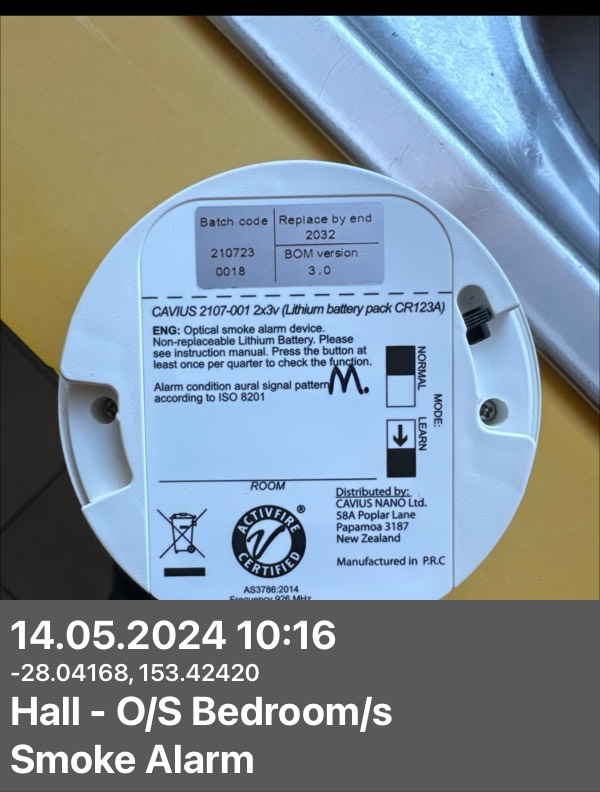 Batch code
210723
0018
Replace by end
2032
BOM version
3.0
CAVIUS 2107-001 2x3v (Lithium battery pack CR123A)
ENG: Optical smoke alarm device.
Non-replaceable Lithium Battery. Please
see instruction manual. Press the button at
least once per quarter to check the function.
Alarm condition aural signal pattern
according to ISO 8201
M.
NORMAL
MODE:
LEARN
ROOM
ACTIVFIRE
CERTIFIED
®
Distributed by:
CAVIUS NANO Ltd.
58A Poplar Lane
Papamoa 3187
New Zealand
Manufactured in P.R.C
AS3786:2014
Frequency 926 MHz
14.05.2024 10:16
-28.04168, 153.42420
Hall - O/S Bedroom/s
Smoke Alarm